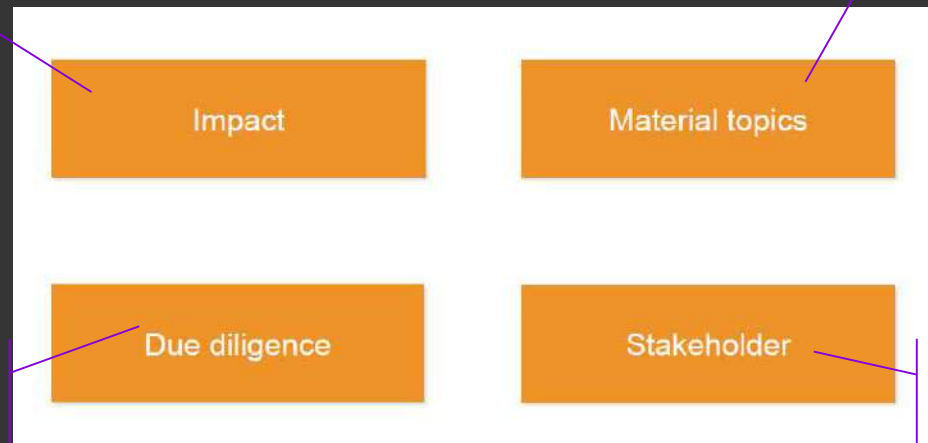 Impact
Material topics
Due diligence
Stakeholder